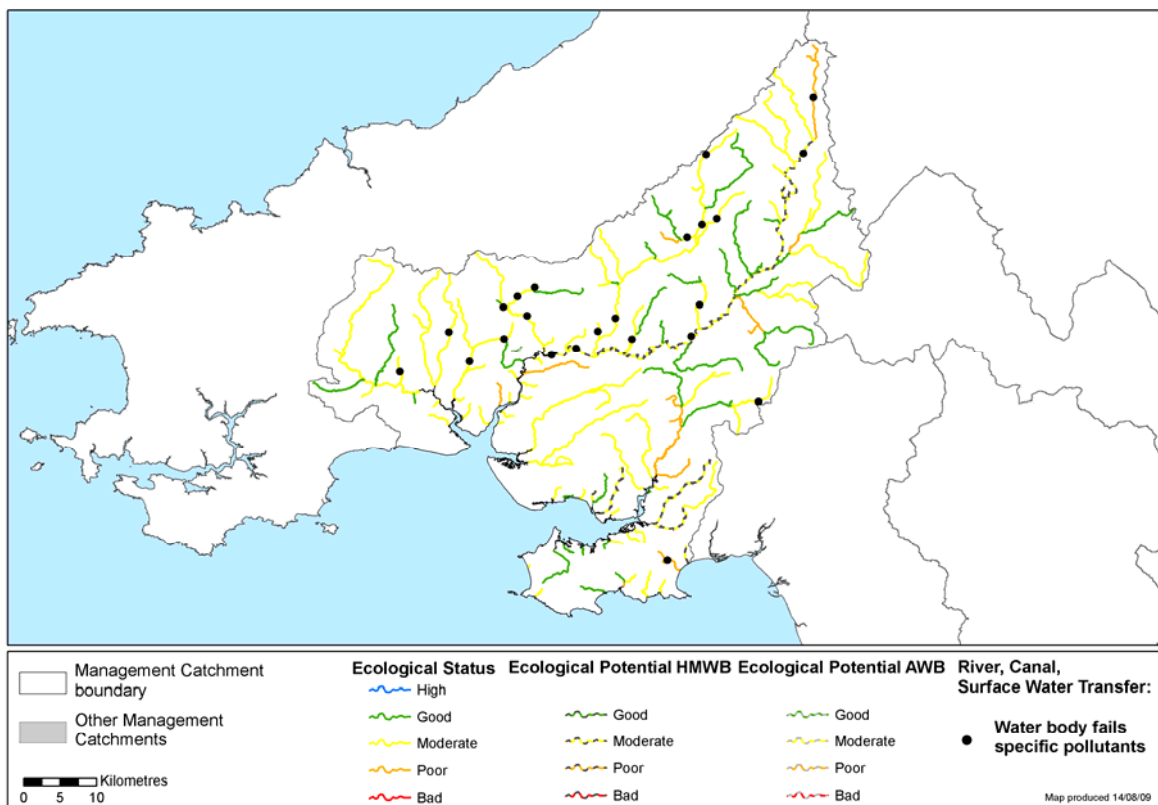 Management Catchment
boundary
Other Management
Catchments
Kilometres
0 5 10
Ecological Status
High
Good
Moderate
Poor
Bad
Ecological Potential HMWB
Good
Moderate
Poor
Bad
Ecological Potential AWB
Good
Moderate
Poor
Bad
River, Canal,
Surface Water Transfer:
Water body fails
specific pollutants
Map produced 14/08/09